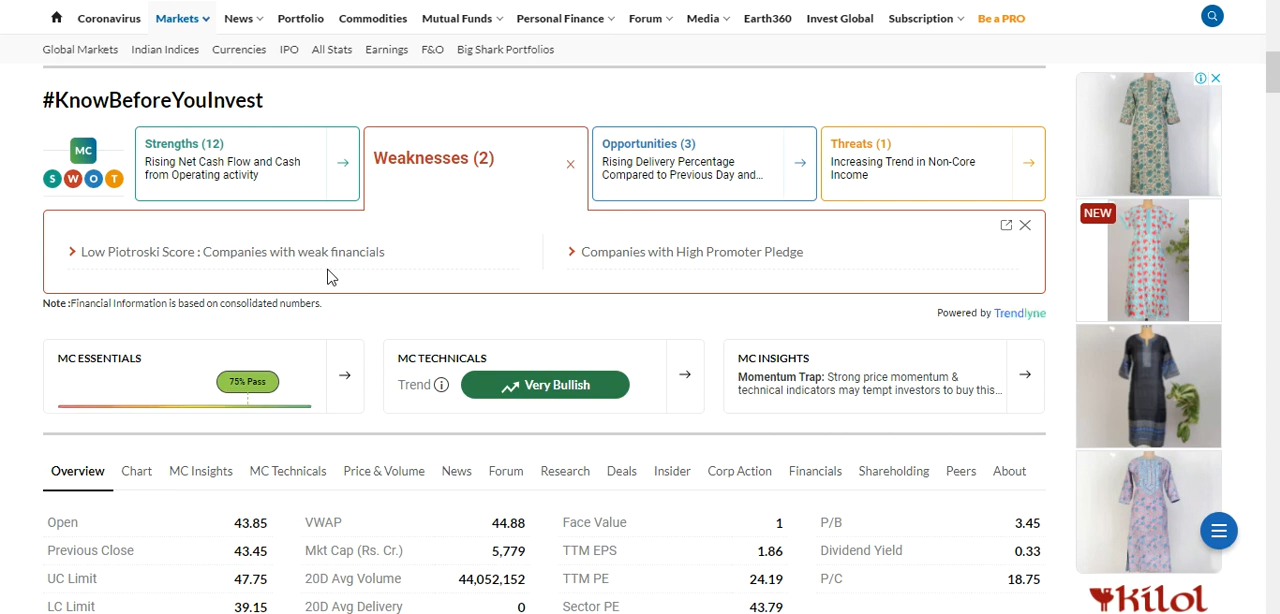 Coronavirus Markets News Portfolio Commodities Mutual Funds Personal Finance Forum Media Earth360 Invest Global Subscription Be a PRO
Global Markets Indian Indices Currencies IPO All Stats Earnings F&O Big Shark Portfolios
#KnowBeforeYouInvest
MC
S W O T
Strengths (12)
Rising Net Cash Flow and Cash
from Operating activity
Weaknesses (2)
Opportunities (3)
Rising Delivery Percentage
Compared to Previous Day and...
Threats (1)
Increasing Trend in Non-Core
Income
Low Piotroski Score : Companies with weak financials
Companies with High Promoter Pledge
Note :Financial Information is based on consolidated numbers.
Powered by Trendlyne
MC ESSENTIALS
75% Pass
MC TECHNICALS
Trend
Very Bullish
MC INSIGHTS
Momentum Trap: Strong price momentum &
technical indicators may tempt investors to buy this...
Overview Chart MC Insights MC Technicals Price & Volume News Forum Research Deals Insider Corp Action Financials Shareholding Peers About
Open 43.85 VWAP 44.88 Face Value 1 P/B 3.45
Previous Close 43.45 Mkt Cap (Rs. Cr.) 5,779 TTM EPS 1.86 Dividend Yield 0.33
UC Limit 47.75 20D Avg Volume 44,052,152 TTM PE 24.19 P/C 18.75
LC Limit 39.15 20D Avg Delivery 0 Sector PE 43.79
NEW
kilol